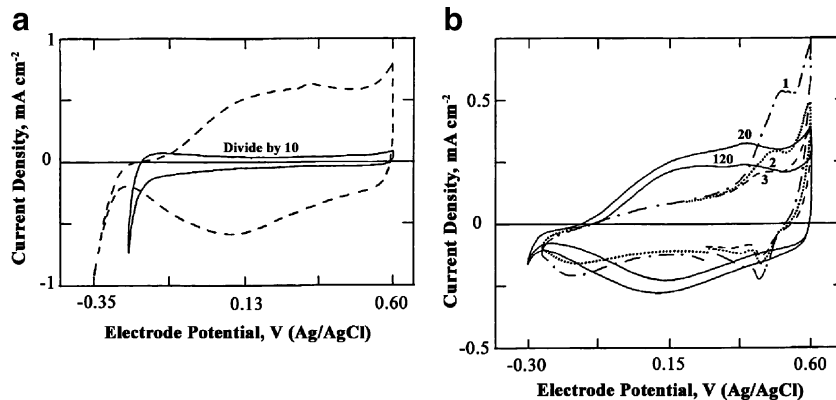 a
1
0
-1
Current Density, mA cm-2
Divide by 10
-0.35
0.13
0.60
Electrode Potential, V (Ag/AgCl)
b
0.5
0
-0.5
Current Density, mA cm-2
1
20
120
2
3
-0.30
0.15
0.60
Electrode Potential, V (Ag/AgCl)